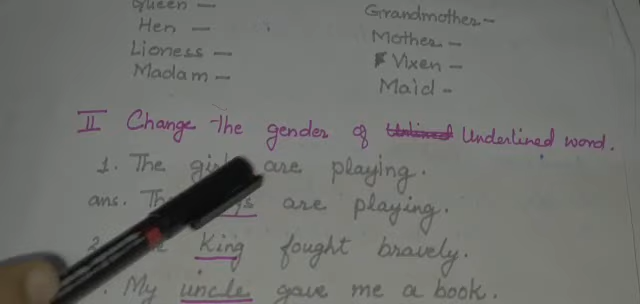 Queen — Grandmother -
Hen — Mother -
Lioness — Vixen -
Madam - Maid -
II Change the gender of Underlined word.
1. The are playing.
ans. are playing.
King fought bravely.
My uncle gave me a book.